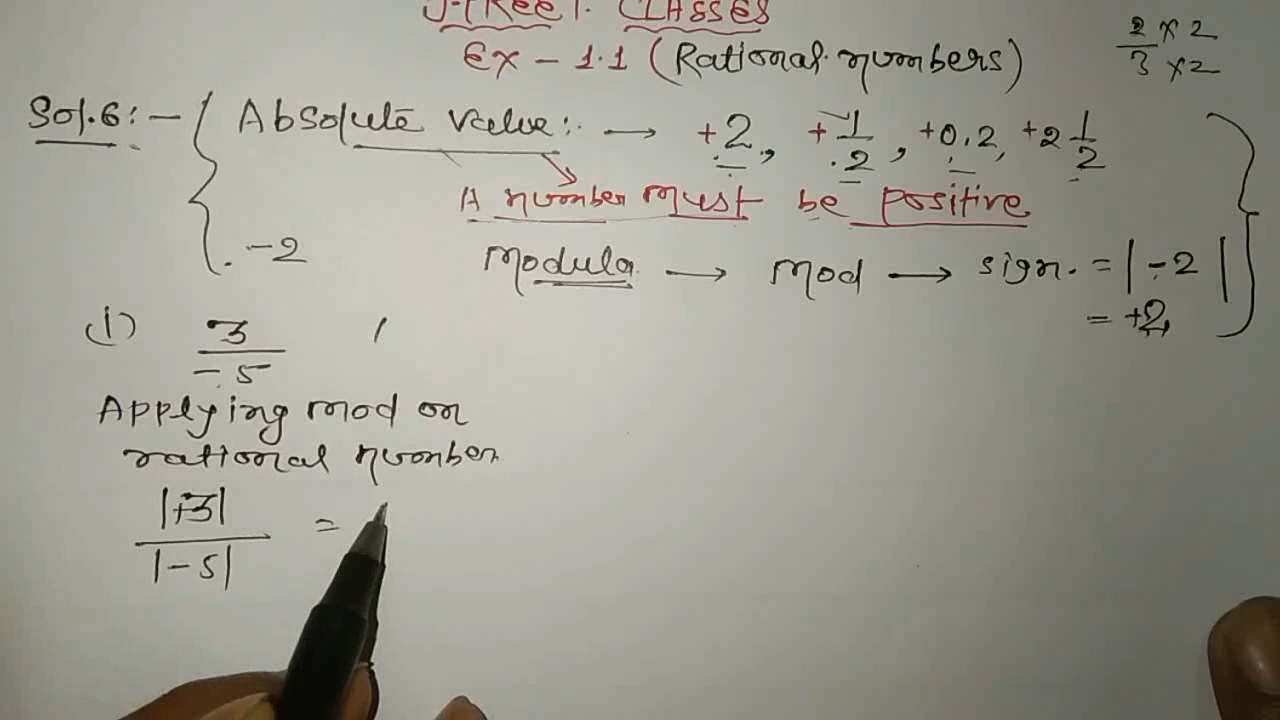 CLASSES
Ex - 1.1 (Rational numbers)
2 × 2
3 × 2
Sol.6:- Absolute value:. → +2, +1/2, +0.2, +2 1/2
A number must be positive
-2 Modula → Mod → sign. = |-2|
= +2
(1) 3/-5
Applying mod on
rational number
|+3|/|-5| =